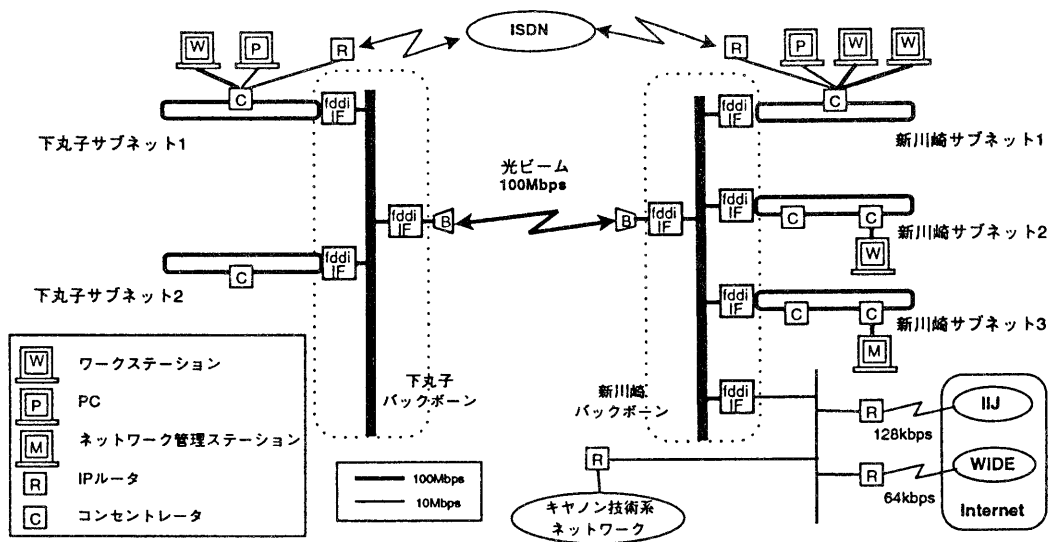 W
P
R
ISDN
R
P
W
W
C
fddi
IF
下丸子サブネット1
fddi
IF
C
新川崎サブネット1
光ビーム
100Mbps
fddi
IF
B
B
fddi
IF
fddi
IF
C
C
W
新川崎サブネット2
fddi
IF
C
下丸子サブネット2
fddi
IF
C
C
M
新川崎サブネット3
下丸子
バックボーン
新川崎
バックボーン
fddi
IF
R
128kbps
IIJ
R
64kbps
WIDE
Internet
R
キヤノン技術系
ネットワーク
W ワークステーション
P PC
M ネットワーク管理ステーション
R IPルータ
C コンセントレータ
100Mbps
10Mbps